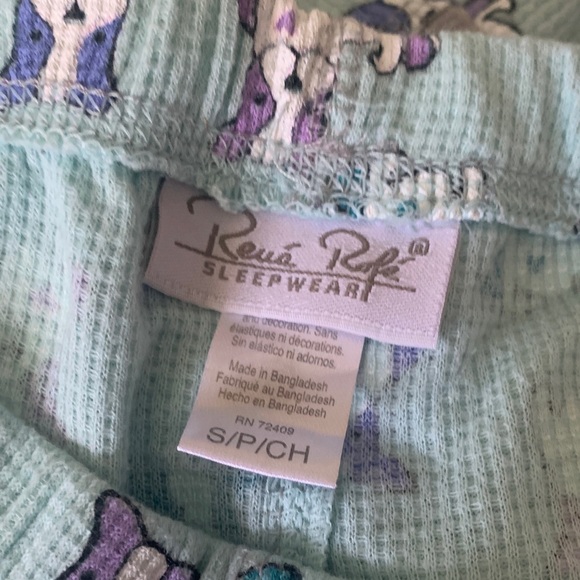 René Rofé®
SLEEPWEAR
and decoration. Sans
élastiques ni décorations.
Sin elástico ni adornos.
Made in Bangladesh
Fabriqué au Bangladesh
Hecho en Bangladesh
RN 72409
S/P/CH